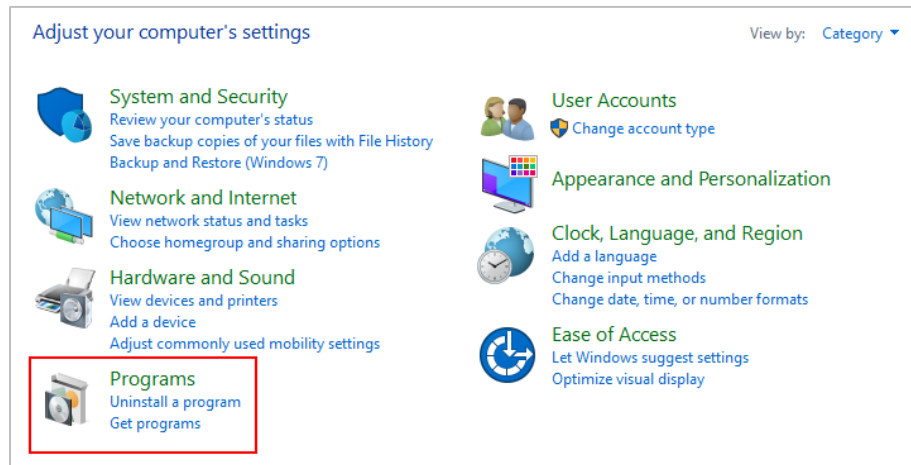 Adjust your computer's settings
View by: Category
System and Security
Review your computer's status
Save backup copies of your files with File History
Backup and Restore (Windows 7)
Network and Internet
View network status and tasks
Choose homegroup and sharing options
Hardware and Sound
View devices and printers
Add a device
Adjust commonly used mobility settings
Programs
Uninstall a program
Get programs
User Accounts
Change account type
Appearance and Personalization
Clock, Language, and Region
Add a language
Change input methods
Change date, time, or number formats
Ease of Access
Let Windows suggest settings
Optimize visual display